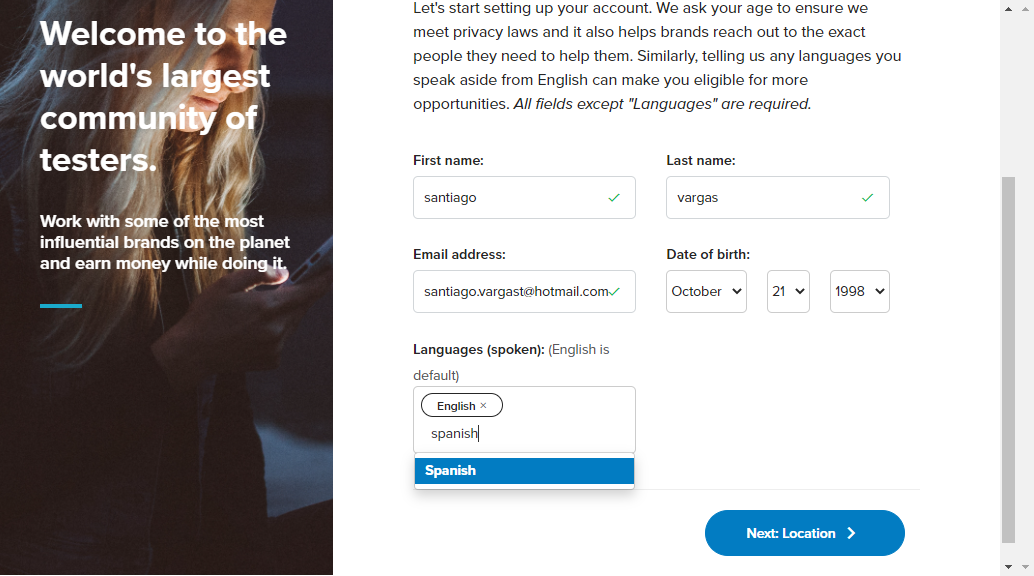 Welcome to the
world's largest
community of
testers.
Work with some of the most
influential brands on the planet
and earn money while doing it.
Let's start setting up your account. We ask your age to ensure we
meet privacy laws and it also helps brands reach out to the exact
people they need to help them. Similarly, telling us any languages you
speak aside from English can make you eligible for more
opportunities. All fields except "Languages" are required.
First name:
Last name:
santiago
vargas
Email address:
Date of birth:
santiago.vargast@hotmail.com
October
21
1998
Languages (spoken): (English is
default)
English ×
spanish
Spanish
Next: Location